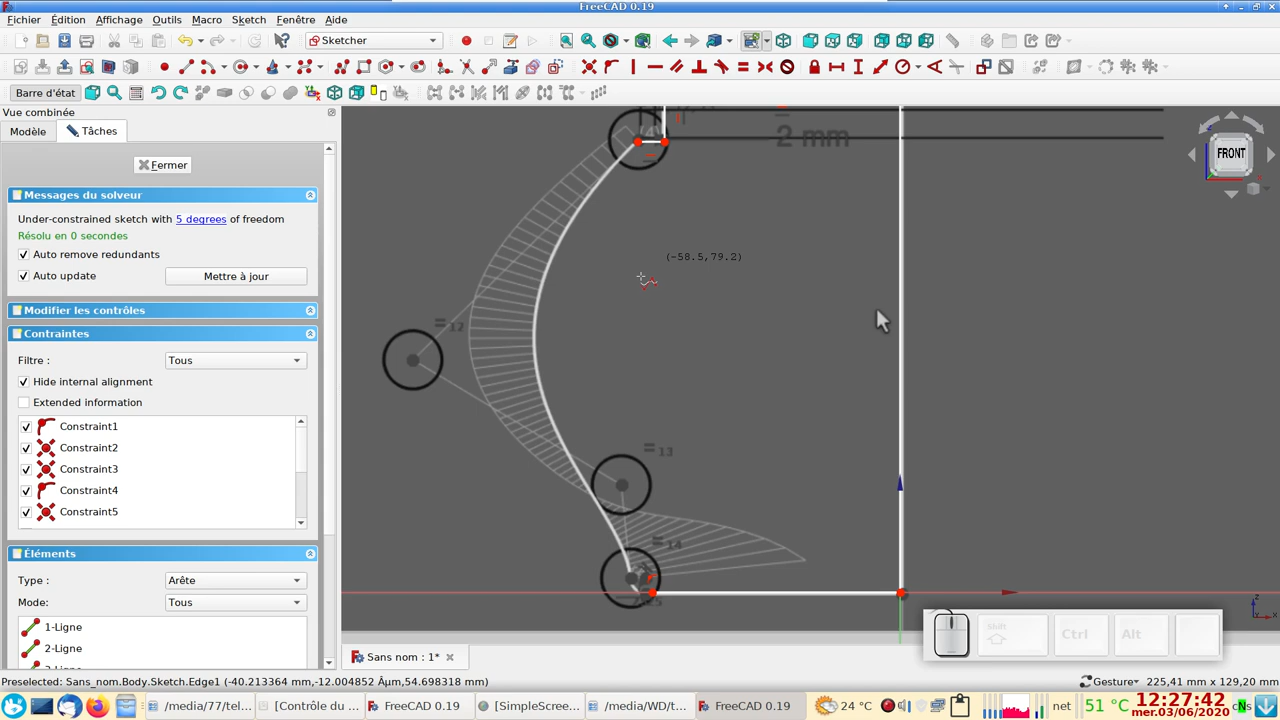 FreeCAD 0.19
Fichier Édition Affichage Outils Macro Sketch Fenêtre Aide
Sketcher
Barre d'état
Vue combinée
Modèle Tâches
Fermer
Messages du solveur
Under-constrained sketch with 5 degrees of freedom
Résolu en 0 secondes
Auto remove redundants
Auto update Mettre à jour
Modifier les contrôles
Contraintes
Filtre : Tous
Hide internal alignment
Extended information
Constraint1
Constraint2
Constraint3
Constraint4
Constraint5
Éléments
Type : Arête
Mode: Tous
1-Ligne
2-Ligne
2 mm
(-58.5,79.2)
= 12
= 13
= 14
FRONT
Shift Ctrl Alt
Sans nom : 1*
Preselected: Sans_nom.Body.Sketch.Edge1 (-40.213364 mm,-12.004852 Âµm,54.698318 mm)
Gesture 225,41 mm x 129,20 mm
/media/77/tel... [Contrôle du ... FreeCAD 0.19 [SimpleScree... /media/WD/t... FreeCAD 0.19
24 °C
net
51 °C
12:27:42
mer.03/06/2020